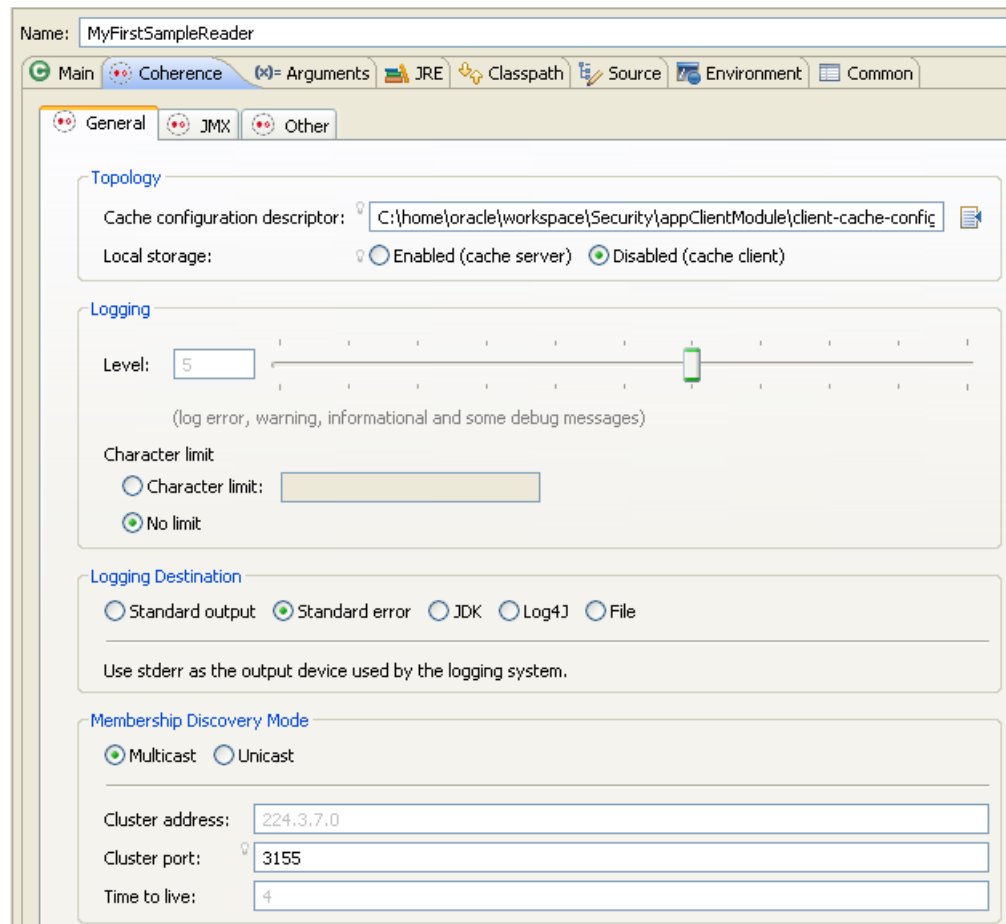 Name: MyFirstSampleReader
Main Coherence (x)= Arguments JRE Classpath Source Environment Common
General JMX Other
Topology
Cache configuration descriptor: C:\home\oracle\workspace\Security\appClientModule\client-cache-config
Local storage: Enabled (cache server) Disabled (cache client)
Logging
Level: 5
(log error, warning, informational and some debug messages)
Character limit
Character limit:
No limit
Logging Destination
Standard output Standard error JDK Log4J File
Use stderr as the output device used by the logging system.
Membership Discovery Mode
Multicast Unicast
Cluster address: 224.3.7.0
Cluster port: 3155
Time to live: 4